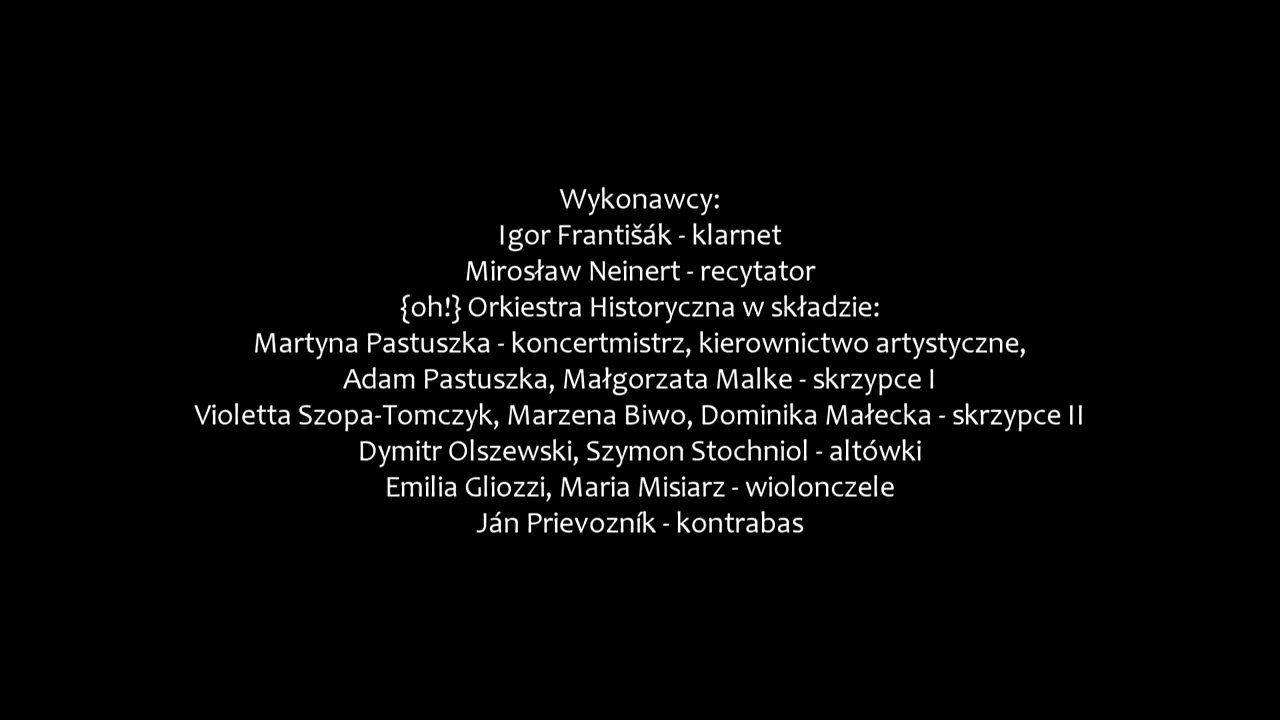 Wykonawcy:
Igor Františák - klarnet
Mirosław Neinert - recytator
{oh!} Orkiestra Historyczna w składzie:
Martyna Pastuszka - koncertmistrz, kierownictwo artystyczne,
Adam Pastuszka, Małgorzata Malke - skrzypce I
Violetta Szopa-Tomczyk, Marzena Biwo, Dominika Małecka - skrzypce II
Dymitr Olszewski, Szymon Stochniol - altówki
Emilia Gliozzi, Maria Misiarz - wiolonczele
Ján Prievozník - kontrabas